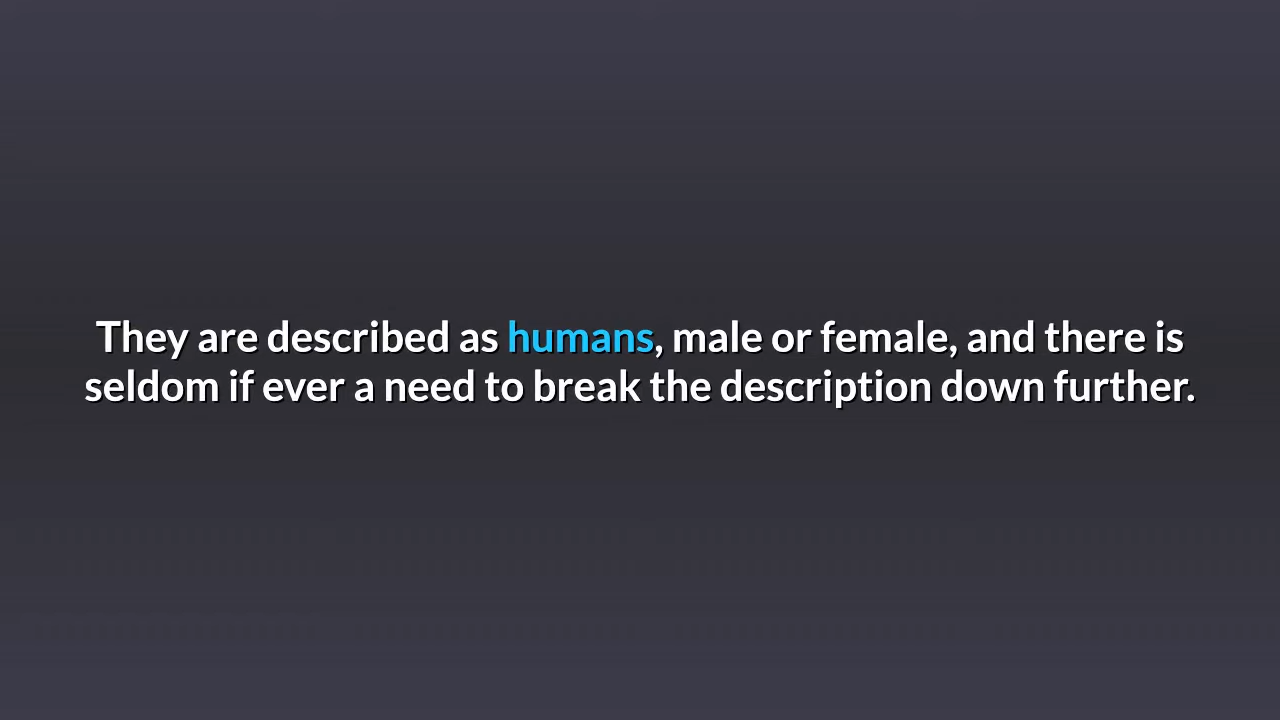 They are described as humans, male or female, and there is
seldom if ever a need to break the description down further.